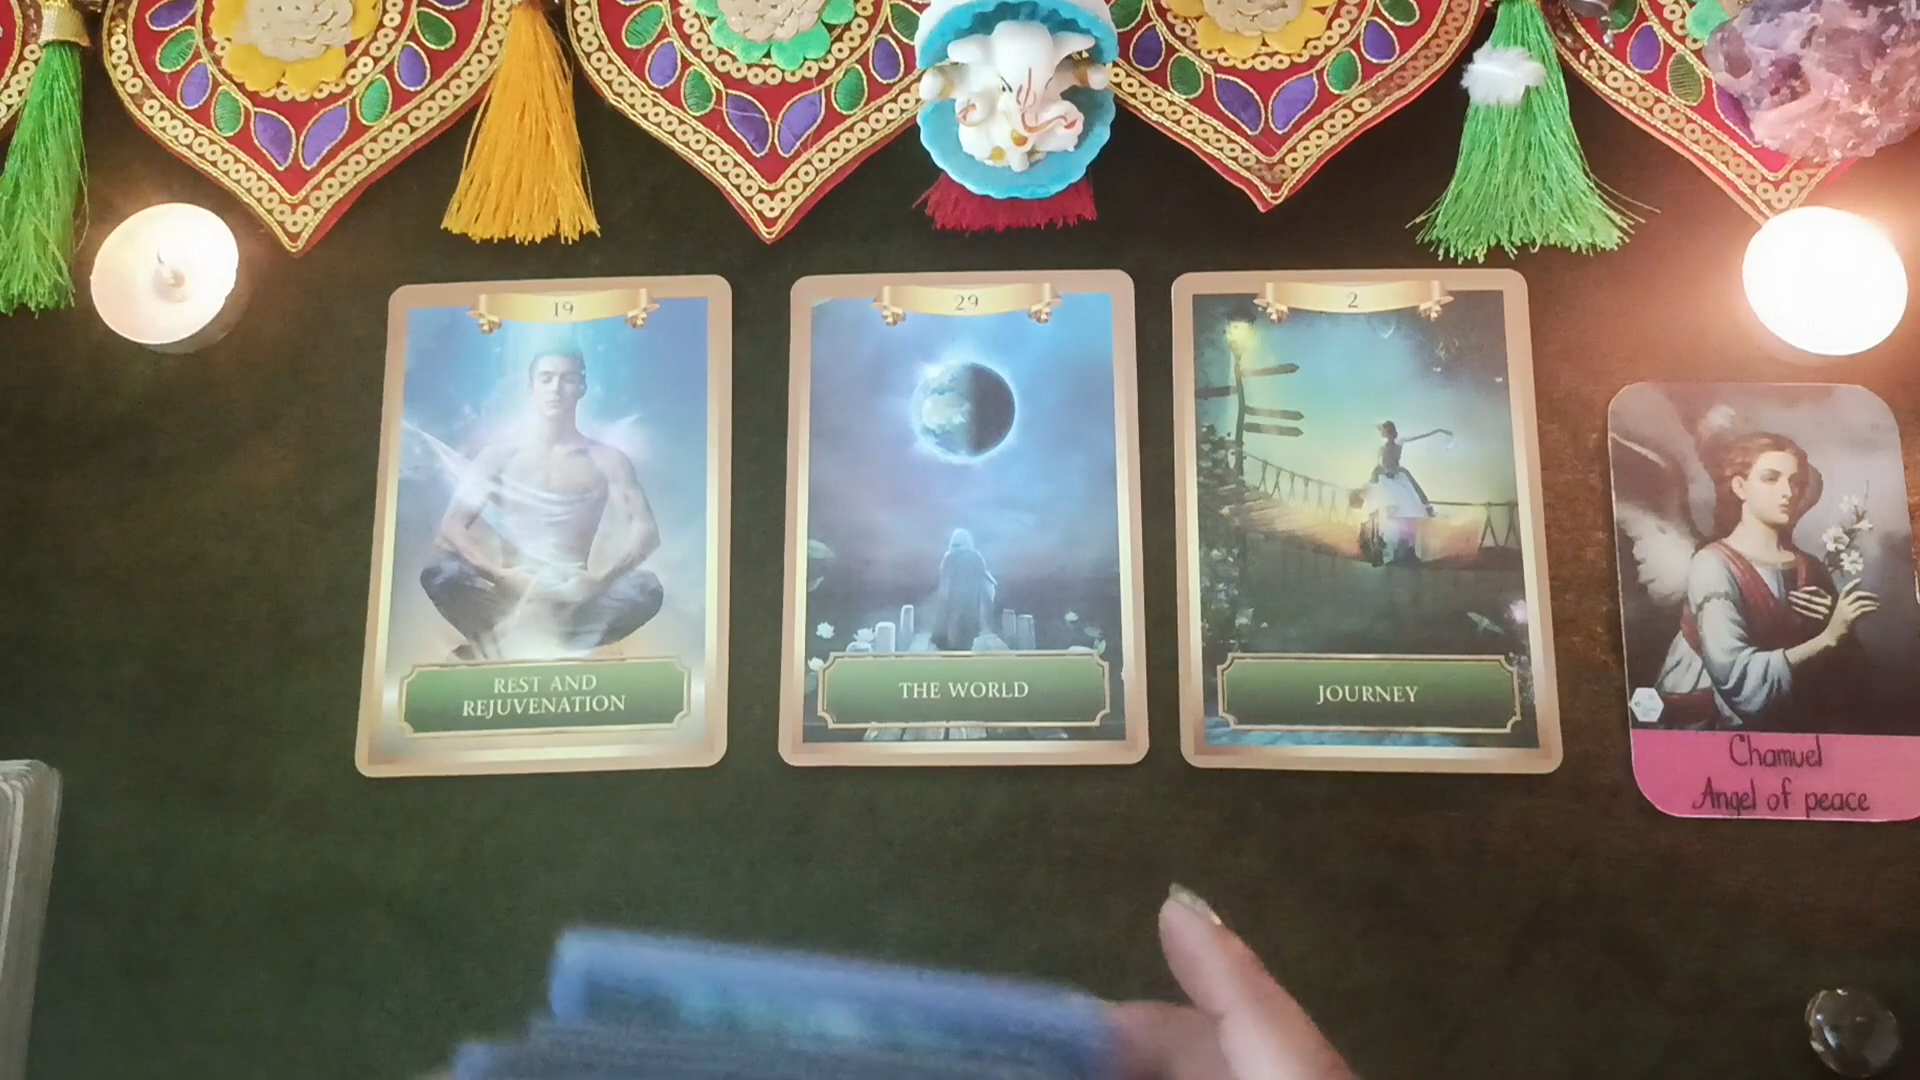 19
REST AND
REJUVENATION
29
THE WORLD
2
JOURNEY
Chamuel
Angel of peace